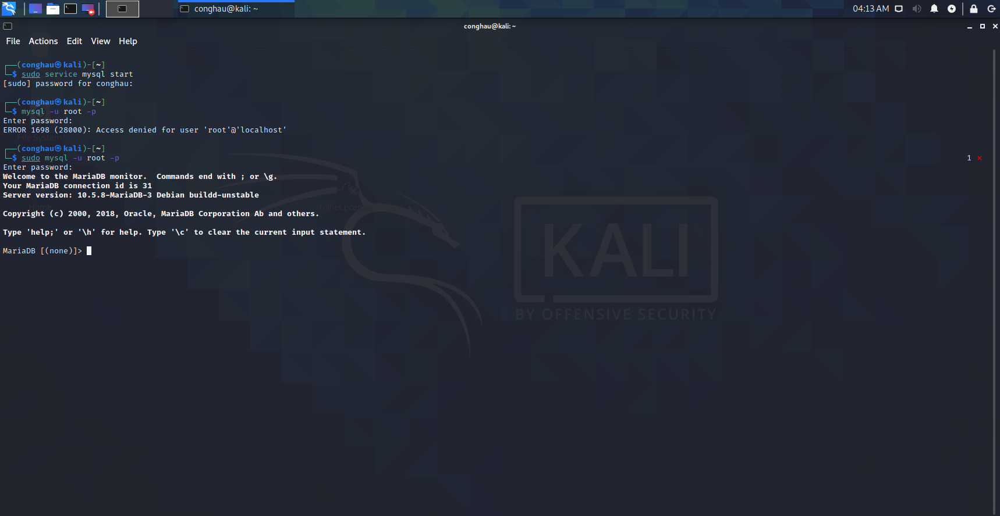 conghau@kali: ~
04:13 AM
conghau@kali: ~
File Actions Edit View Help
┌──(conghau㉿kali)-[~]
└─$ sudo service mysql start
[sudo] password for conghau:
┌──(conghau㉿kali)-[~]
└─$ mysql -u root -p
Enter password:
ERROR 1698 (28000): Access denied for user 'root'@'localhost'
File System
┌──(conghau㉿kali)-[~]
└─$ sudo mysql -u root -p 1 ×
Enter password:
Welcome to the MariaDB monitor.  Commands end with ; or \g.
Your MariaDB connection id is 31
Server version: 10.5.8-MariaDB-3 Debian buildd-unstable
Home telnet.pcap
Copyright (c) 2000, 2018, Oracle, MariaDB Corporation Ab and others.
Type 'help;' or '\h' for help. Type '\c' to clear the current input statement.
MariaDB [(none)]>
KALI
BY OFFENSIVE SECURITY